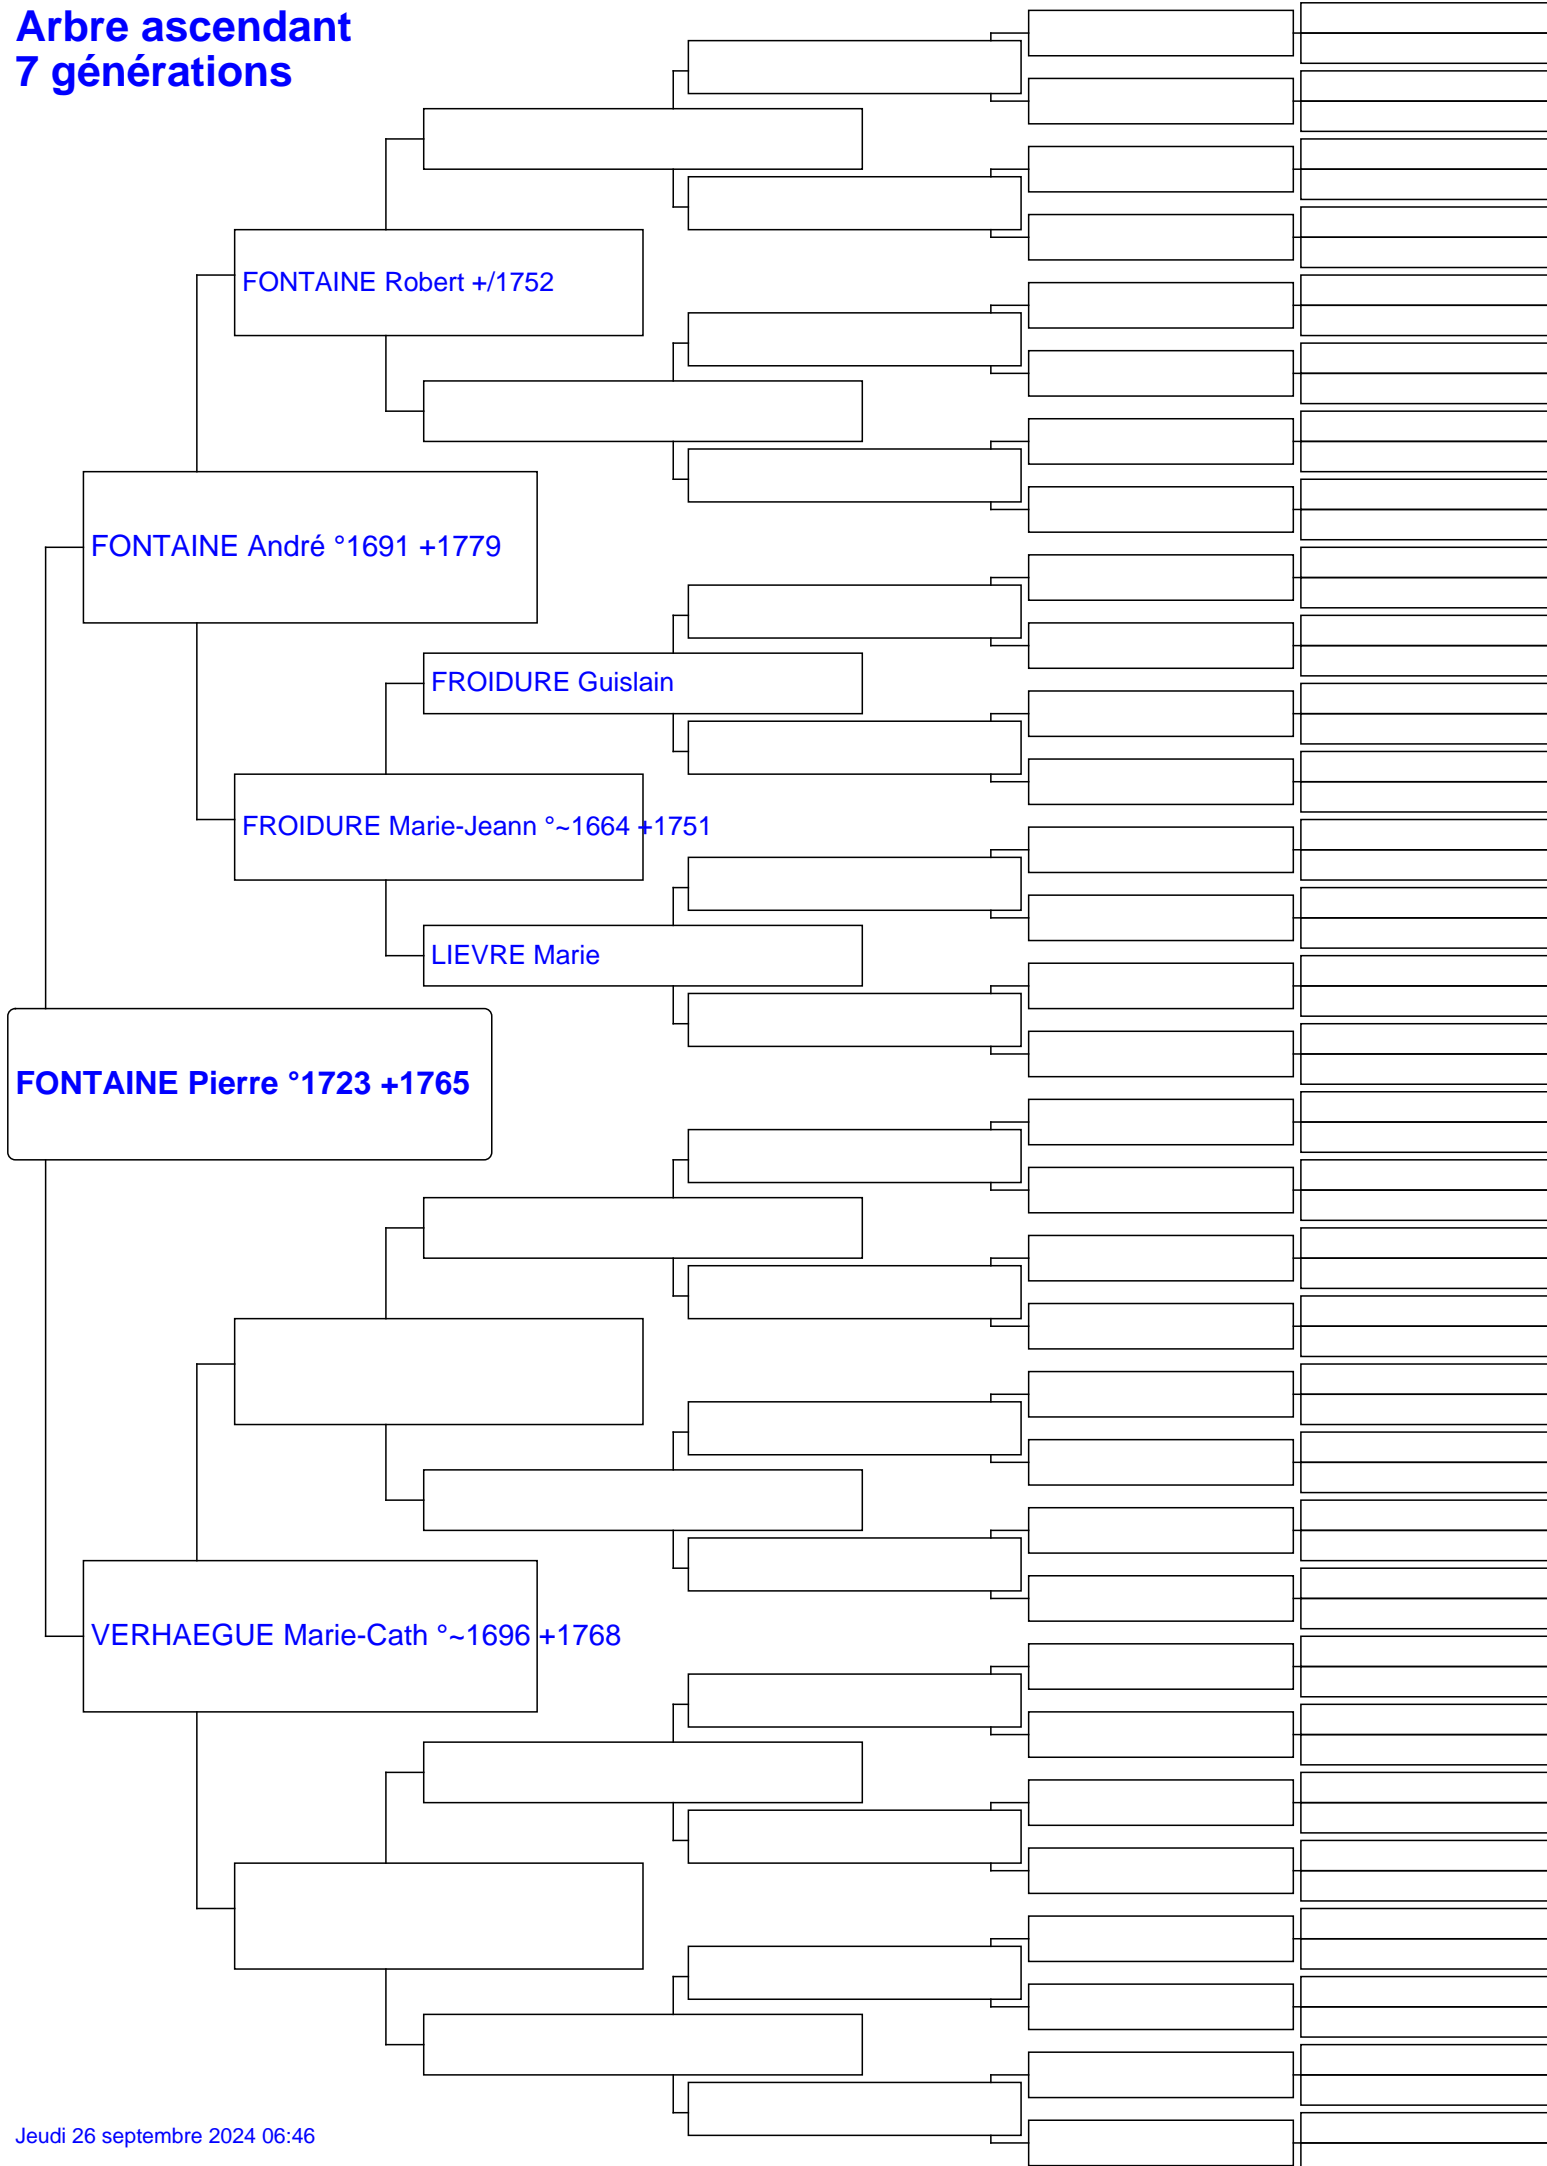 Arbre ascendant
7 générations
FONTAINE Robert +/1752
FONTAINE André °1691 +1779
FROIDURE Guislain
FROIDURE Marie-Jeann °~1664 +1751
LIEVRE Marie
FONTAINE Pierre °1723 +1765
VERHAEGUE Marie-Cath °~1696 +1768
Jeudi 26 septembre 2024 06:46